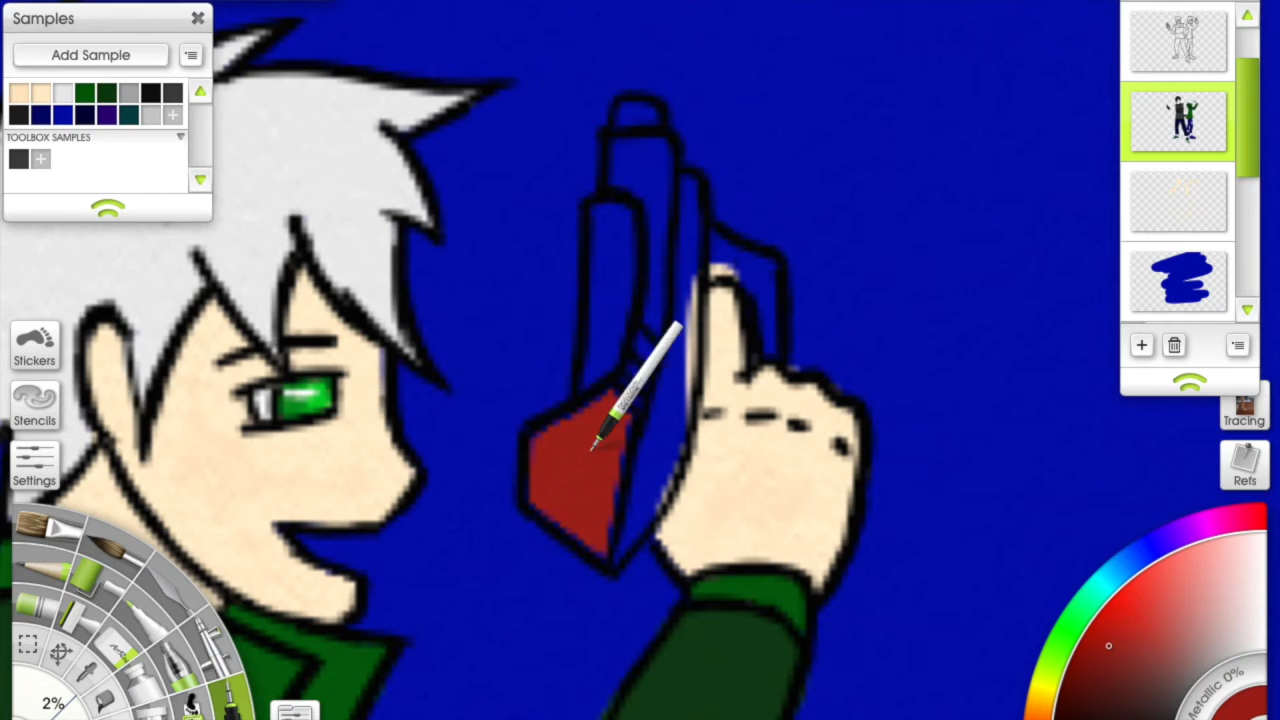 Samples
Add Sample
TOOLBOX SAMPLES
Stickers
Stencils
Settings
2%
Tracing
Refs
Metallic 0%